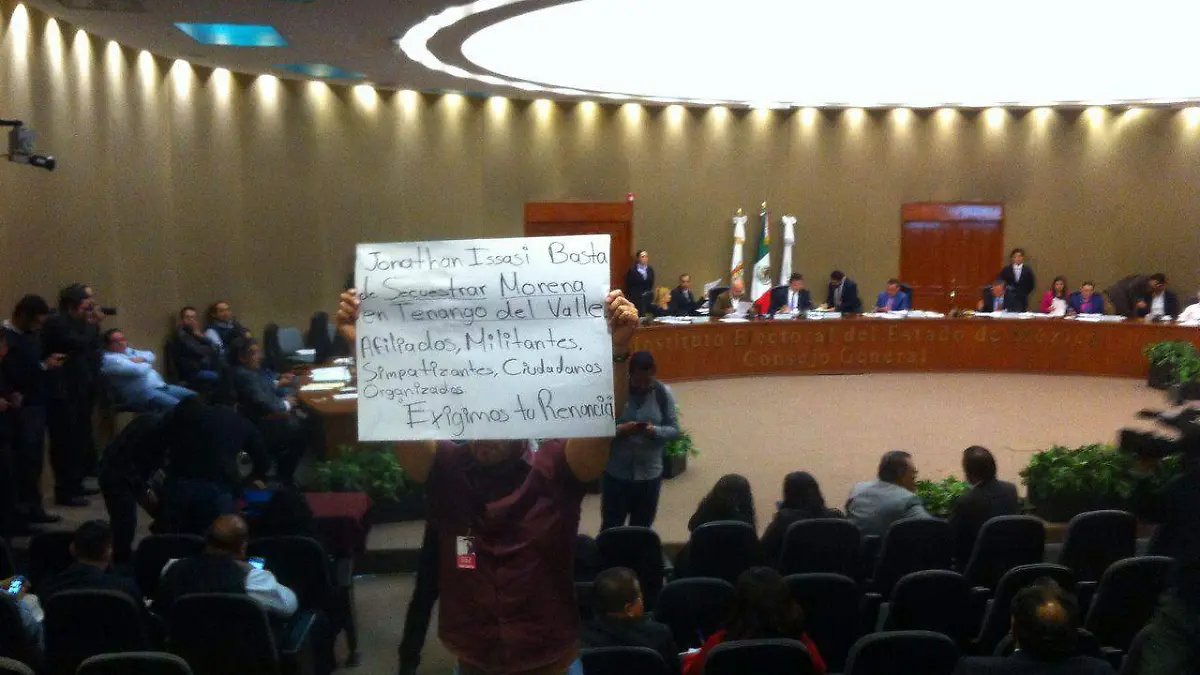 Jonathan Issasi Basta
de Secuestrar Morena
en Tenango del Valle
Afiliados, Militantes,
Simpatizantes, Ciudadanos
Organizados
Exigimos tu Renuncia
Instituto Electoral del Estado de México
Consejo General